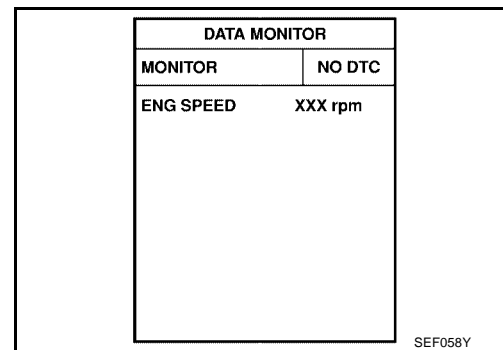 DATA MONITOR
MONITOR NO DTC
ENG SPEED XXX rpm
SEF058Y